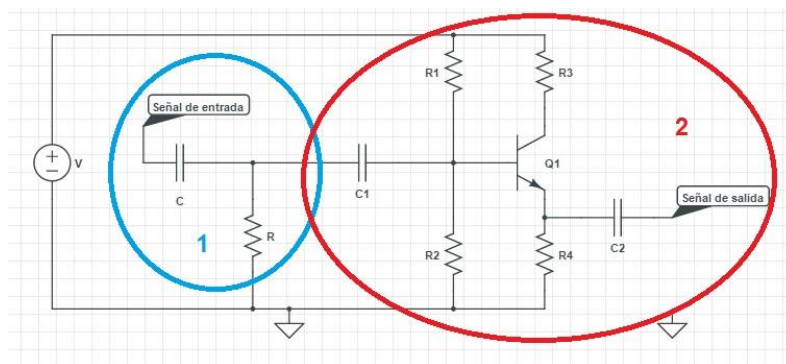 Señal de entrada
C
R
1
V
C1
R1
R2
R3
Q1
R4
2
C2
Señal de salida